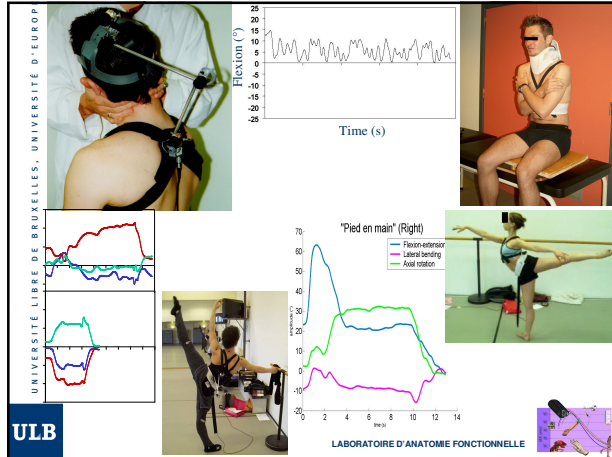 UNIVERSITÉ LIBRE DE BRUXELLES, UNIVERSITÉ D'EUROPE
Flexion (°)
25
20
15
10
5
0
-5
-10
-15
-20
-25
Time (s)
"Pied en main" (Right)
Flexion-extension
Lateral bending
Axial rotation
amplitude (°)
70
60
50
40
30
20
10
0
-10
-20
0 2 4 6 8 10 12 14
time (s)
ULB
LABORATOIRE D'ANATOMIE FONCTIONNELLE